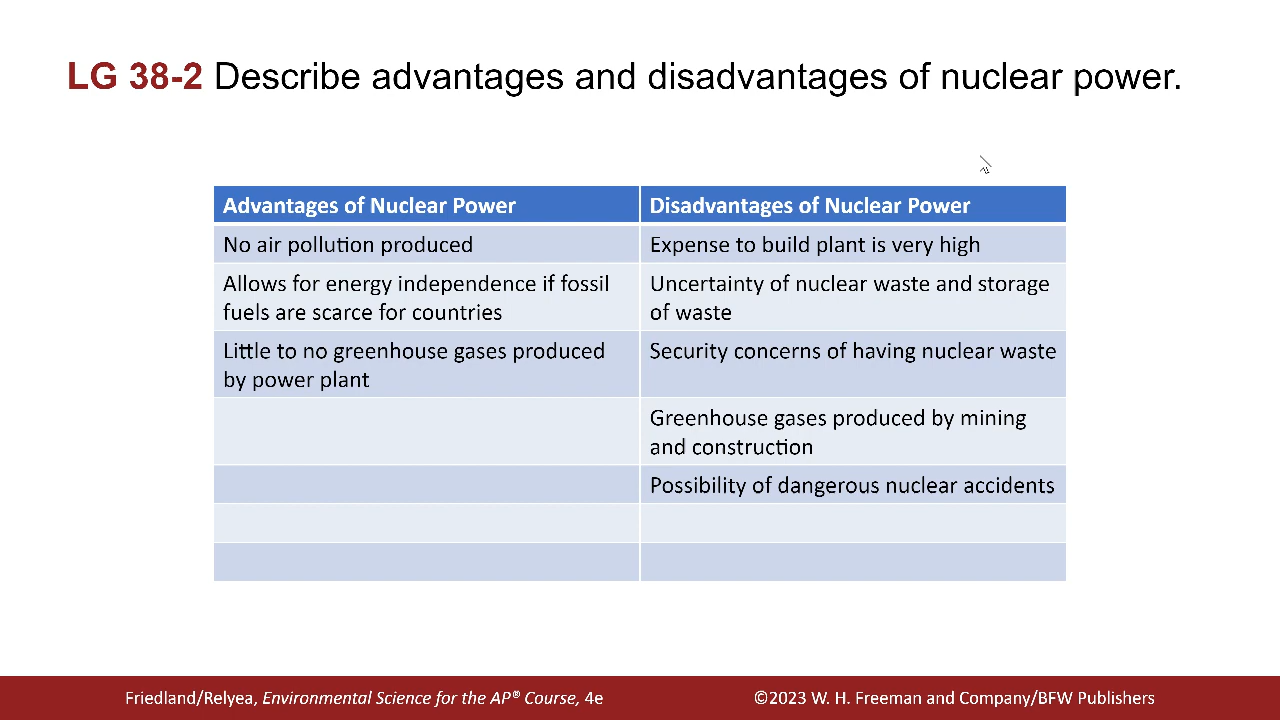 LG 38-2 Describe advantages and disadvantages of nuclear power.
Advantages of Nuclear Power
Disadvantages of Nuclear Power
No air pollution produced
Expense to build plant is very high
Allows for energy independence if fossil
fuels are scarce for countries
Uncertainty of nuclear waste and storage
of waste
Little to no greenhouse gases produced
by power plant
Security concerns of having nuclear waste
Greenhouse gases produced by mining
and construction
Possibility of dangerous nuclear accidents
Friedland/Relyea, Environmental Science for the AP® Course, 4e
©2023 W. H. Freeman and Company/BFW Publishers